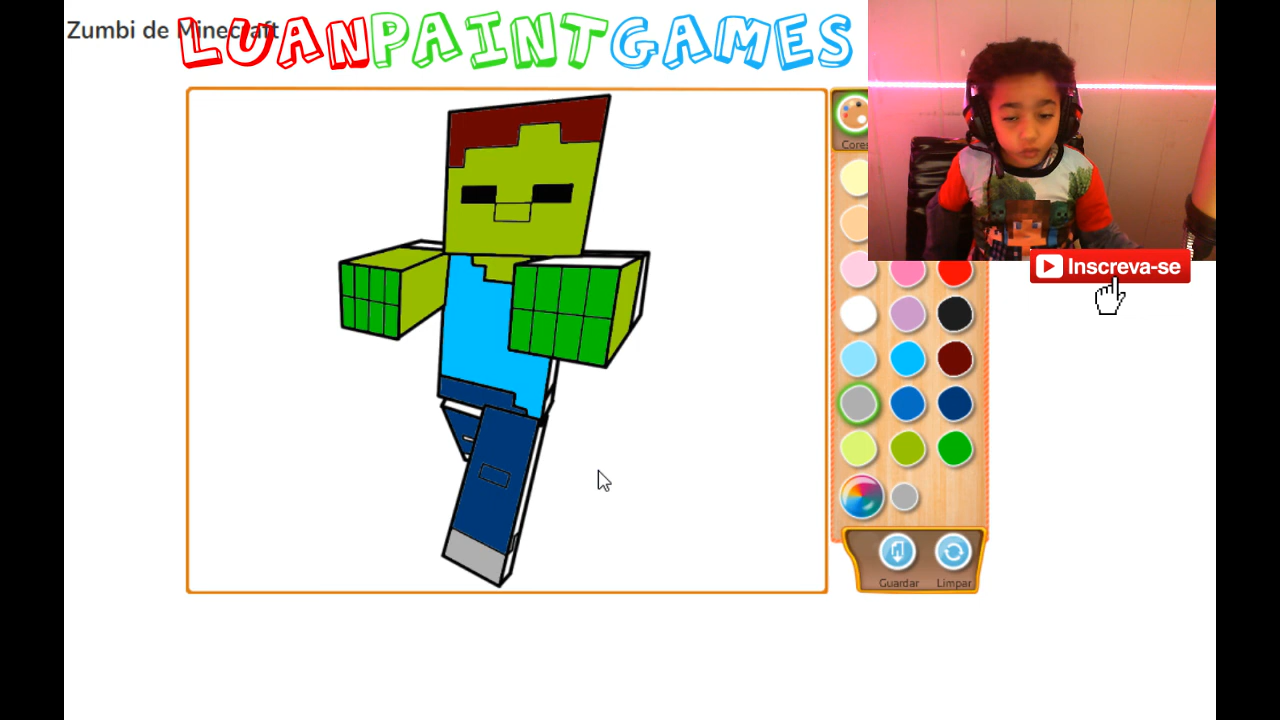 Zumbi de Minecraft
LUANPAINTGAMES
Cores
Inscreva-se
Guardar Limpar